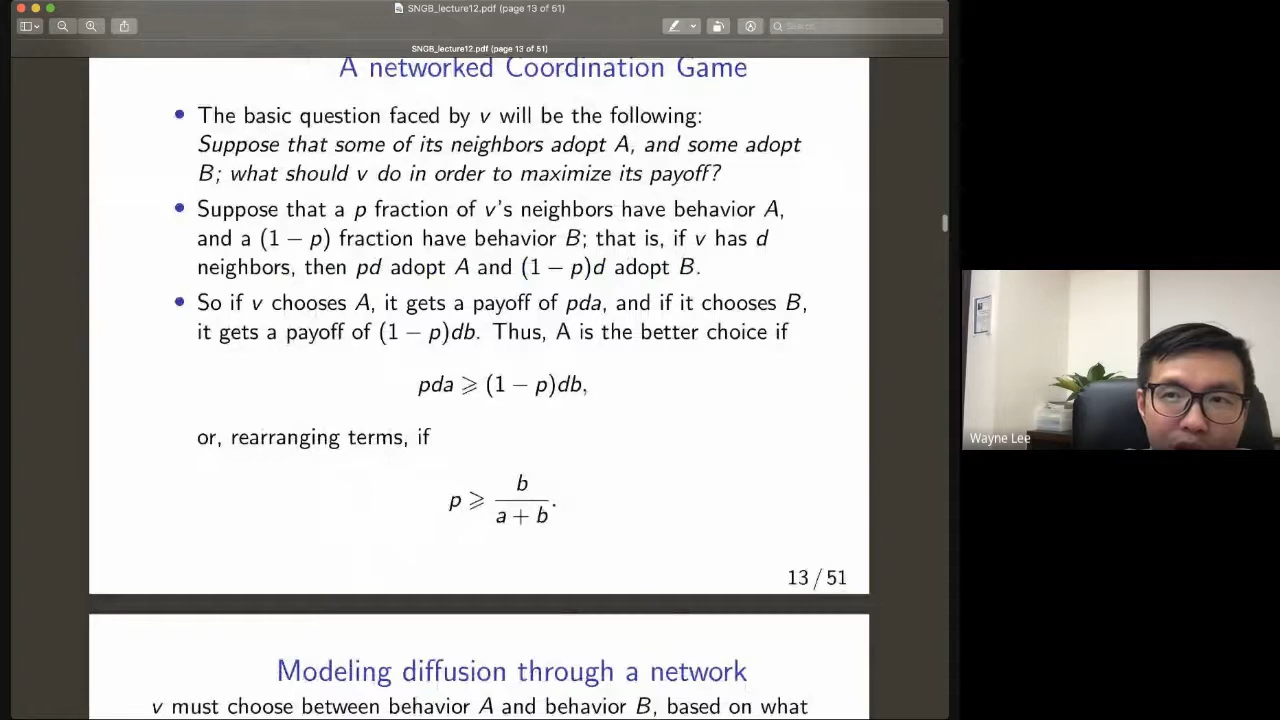 SNGB_lecture12.pdf (page 13 of 51)
Search
SNGB_lecture12.pdf (page 13 of 51)
A networked Coordination Game
• The basic question faced by v will be the following:
Suppose that some of its neighbors adopt A, and some adopt
B; what should v do in order to maximize its payoff?
• Suppose that a p fraction of v's neighbors have behavior A,
and a (1 − p) fraction have behavior B; that is, if v has d
neighbors, then pd adopt A and (1 − p)d adopt B.
• So if v chooses A, it gets a payoff of pda, and if it chooses B,
it gets a payoff of (1 − p)db. Thus, A is the better choice if
pda ⩾ (1 − p)db,
or, rearranging terms, if
p ⩾ b / (a + b).
13 / 51
Modeling diffusion through a network
v must choose between behavior A and behavior B, based on what
Wayne Lee